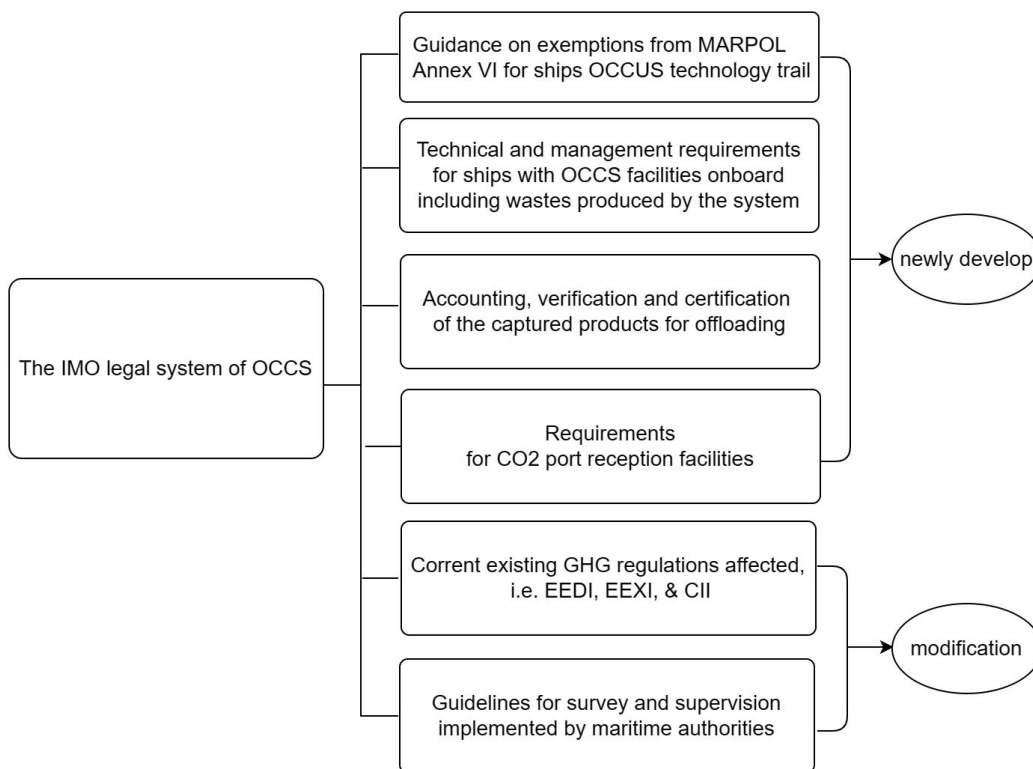 Guidance on exemptions from MARPOL
Annex VI for ships OCCUS technology trail
Technical and management requirements
for ships with OCCS facilities onboard
including wastes produced by the system
newly develop
Accounting, verification and certification
of the captured products for offloading
The IMO legal system of OCCS
Requirements
for CO2 port reception facilities
Corrent existing GHG regulations affected,
i.e. EEDI, EEXI, & CII
modification
Guidelines for survey and supervision
implemented by maritime authorities